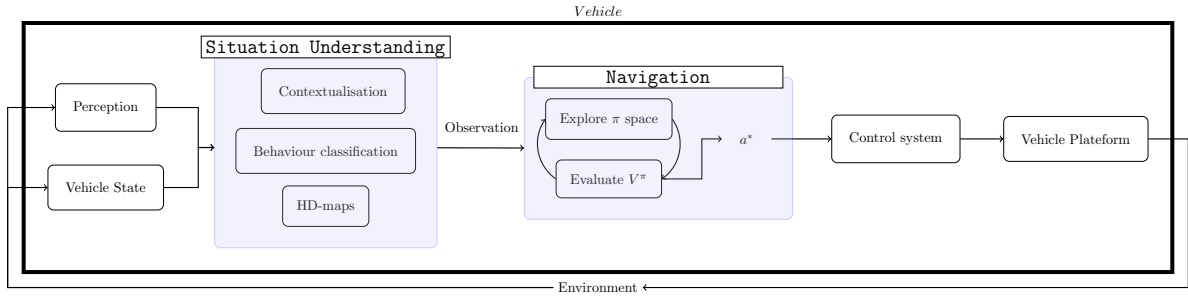 Vehicle
Situation Understanding
Perception
Vehicle State
Contextualisation
Behaviour classification
HD-maps
Observation
Navigation
Explore π space
Evaluate V^π
a*
Control system
Vehicle Plateform
Environment